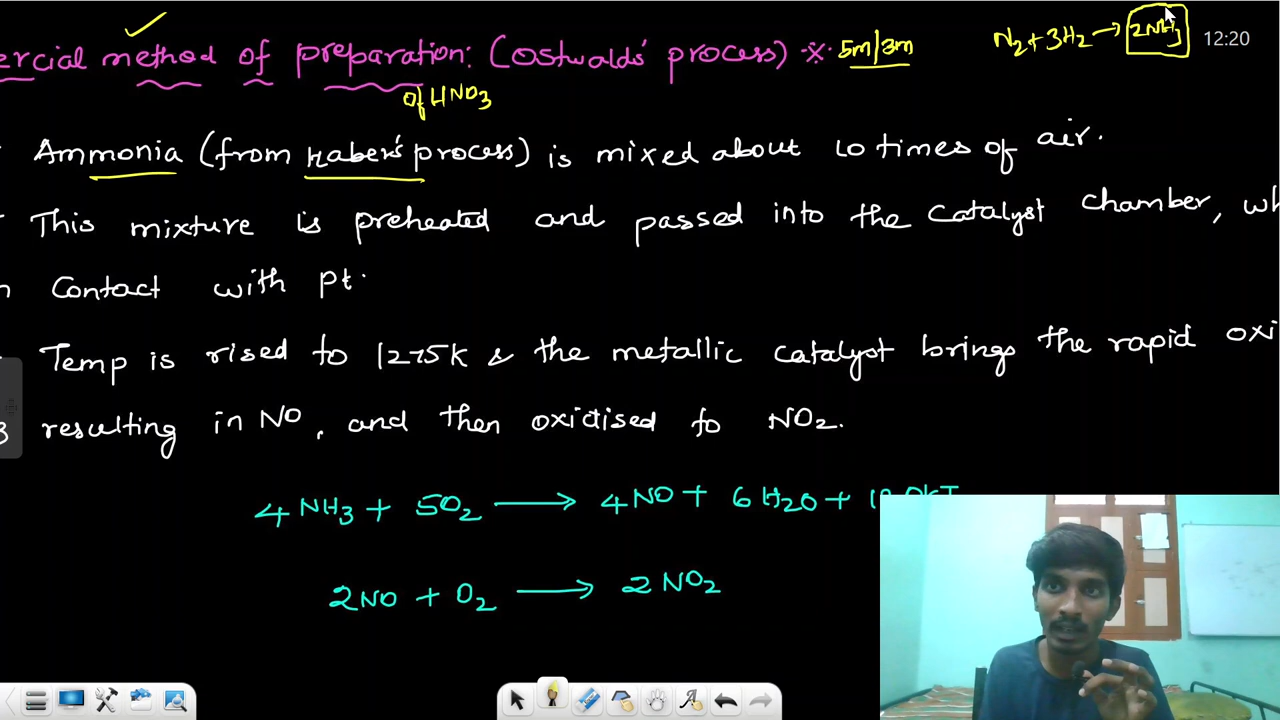 N2+3H2→2NH3
12:20
ercial method of preparation: (Ostwald's process) ※ 5m/3m
of HNO3
Ammonia (from Haber's process) is mixed about 10 times of air.
This mixture is preheated and passed into the catalyst chamber, wh
Contact with Pt.
Temp is rised to 1275K & the metallic catalyst brings the rapid oxi
3 resulting in NO, and then oxidised to NO2.
4NH3 + 5O2 ⟶ 4NO + 6H2O +
2NO + O2 ⟶ 2NO2